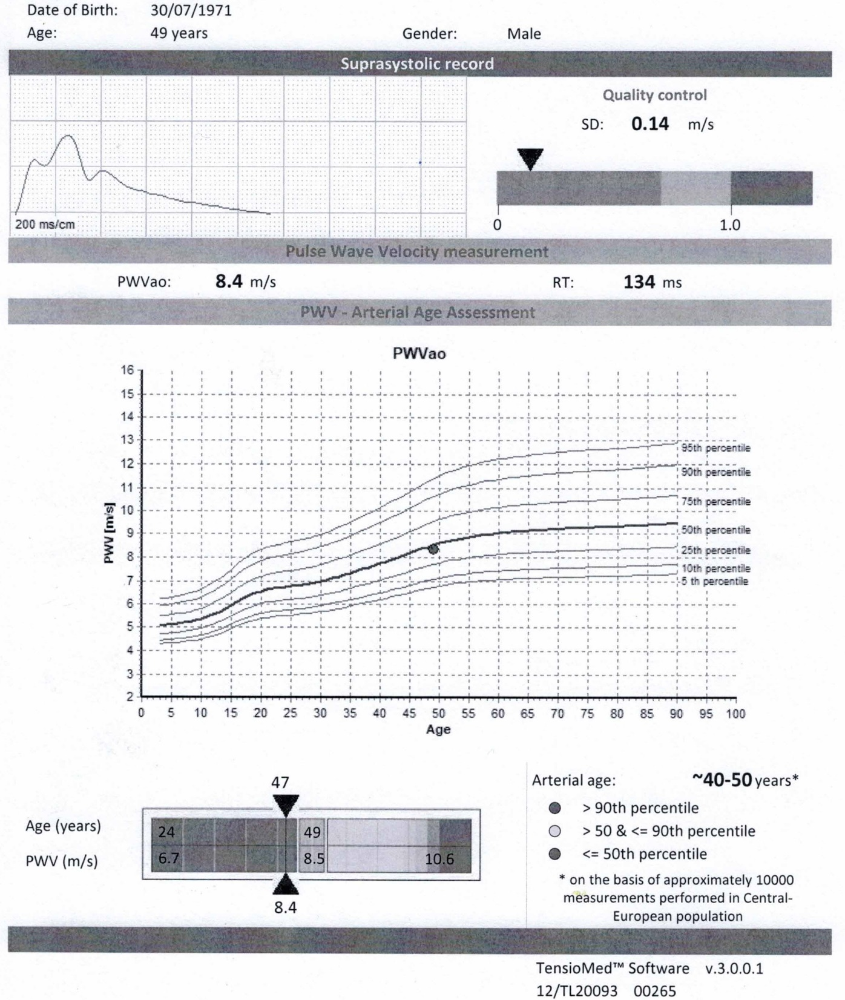 Date of Birth: 30/07/1971
Age: 49 years Gender: Male
Suprasystolic record
Quality control
SD: 0.14 m/s
200 ms/cm
0 1.0
Pulse Wave Velocity measurement
PWVao: 8.4 m/s RT: 134 ms
PWV - Arterial Age Assessment
PWVao
16
15
14
13
12
11
10
9
8
7
6
5
4
3
2
PWV [m/s]
95th percentile
90th percentile
75th percentile
50th percentile
25th percentile
10th percentile
5 th percentile
0 5 10 15 20 25 30 35 40 45 50 55 60 65 70 75 80 85 90 95 100
Age
47
Age (years) 24 49
PWV (m/s) 6.7 8.5 10.6
8.4
Arterial age: ~40-50 years*
> 90th percentile
> 50 & <= 90th percentile
<= 50th percentile
* on the basis of approximately 10000
measurements performed in Central-
European population
TensioMed™ Software v.3.0.0.1
12/TL20093 00265